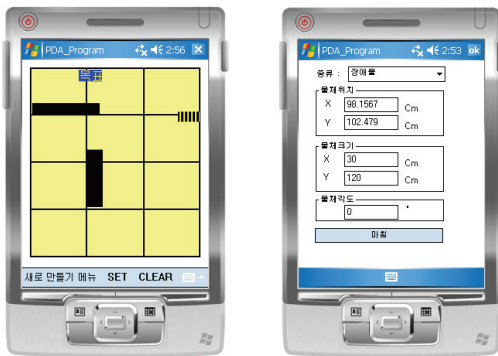 PDA_Program 2:56
목표
새로 만들기 메뉴 SET CLEAR
PDA_Program 2:53 ok
종류 : 장애물
물체위치
X 98.1567 Cm
Y 102.479 Cm
물체크기
X 30 Cm
Y 120 Cm
물체각도
0 °
마침